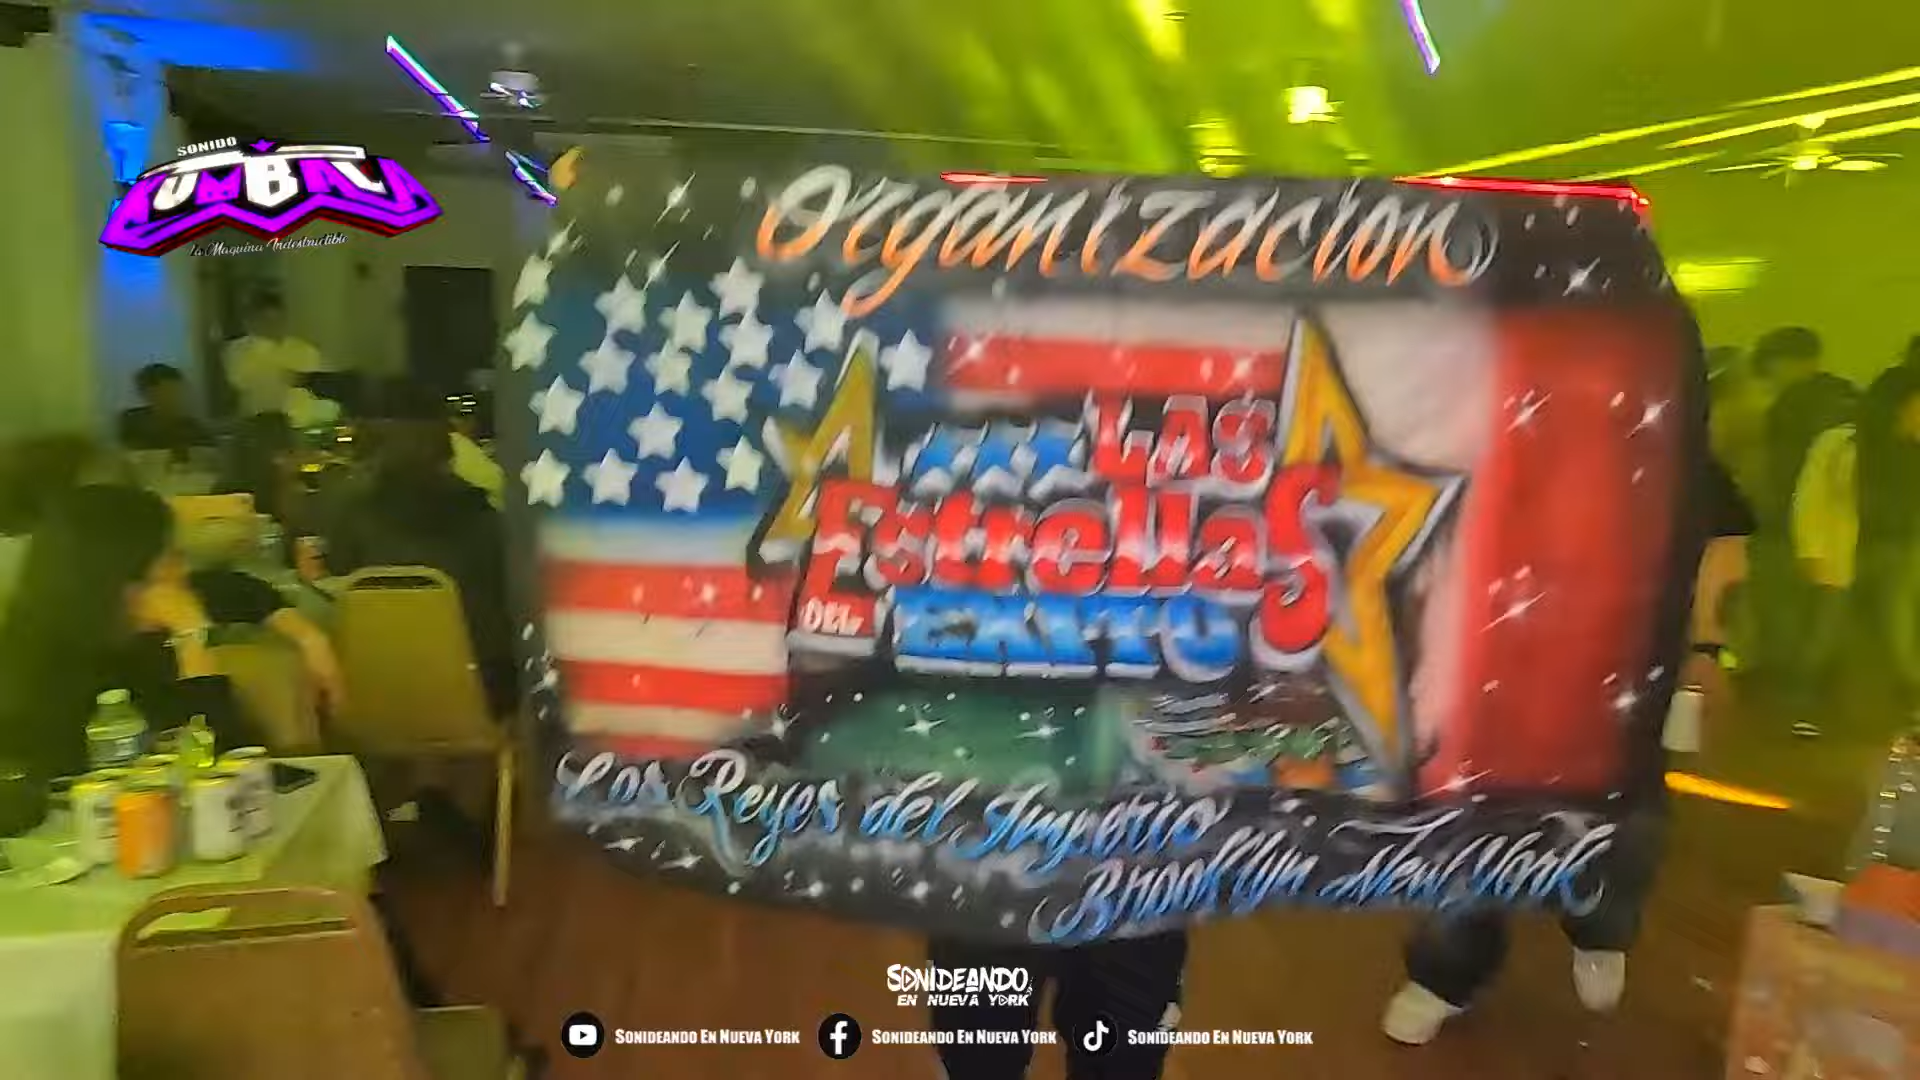 SONIDO
La Maquina Indestructible
Organizacion
LAS
Estrellas
DEL EXITO
Los Reyes del Imperio
Brooklyn New York
SONIDEANDO
EN NUEVA YORK
SONIDEANDO EN NUEVA YORK
SONIDEANDO EN NUEVA YORK
SONIDEANDO EN NUEVA YORK